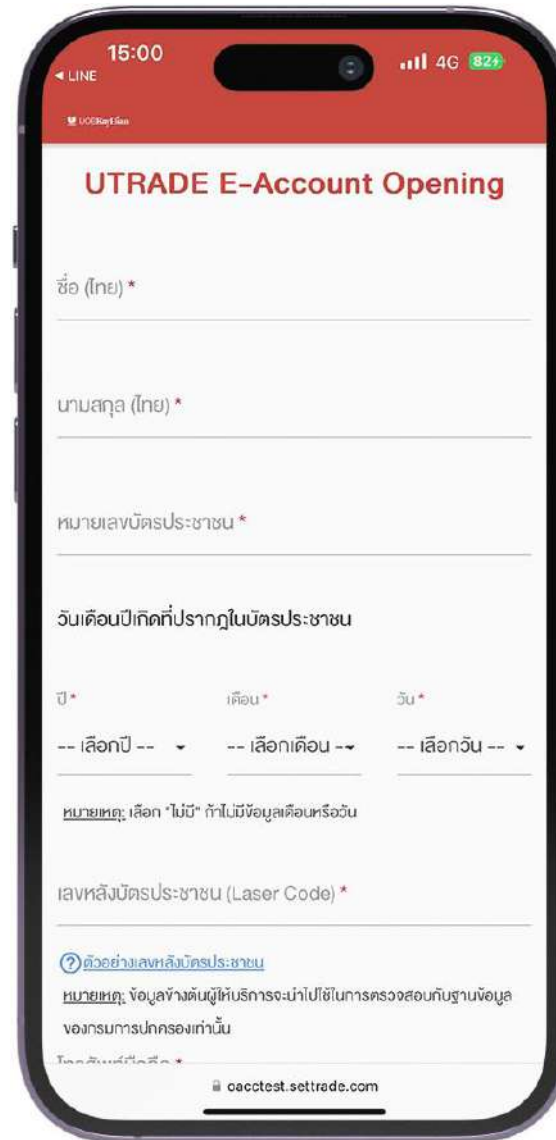 15:00
4G 82
◀ LINE
UOBKayHian
UTRADE E-Account Opening
ชื่อ (ไทย) *
นามสกุล (ไทย) *
หมายเลขบัตรประชาชน *
วันเดือนปีเกิดที่ปรากฎในบัตรประชาชน
ปี * เดือน * วัน *
-- เลือกปี -- -- เลือกเดือน -- -- เลือกวัน --
หมายเหตุ: เลือก "ไม่มี" ถ้าไม่มีข้อมูลเดือนหรือวัน
เลขหลังบัตรประชาชน (Laser Code) *
? ตัวอย่างเลขหลังบัตรประชาชน
หมายเหตุ: ข้อมูลข้างต้นผู้ให้บริการจะนำไปใช้ในการตรวจสอบกับฐานข้อมูล
ของกรมการปกครองเท่านั้น
โทรศัพท์มือถือ *
oacctest.settrade.com